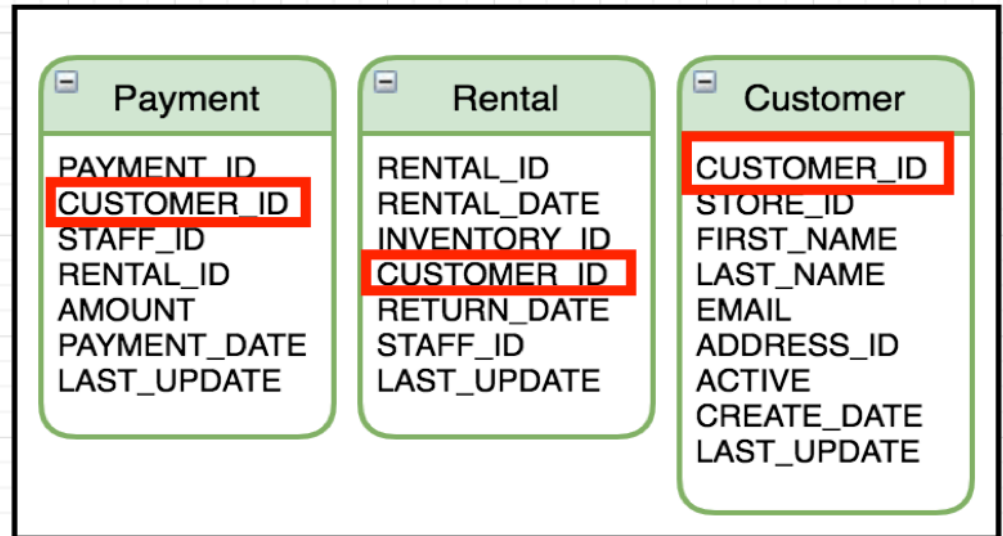 Payment
PAYMENT_ID
CUSTOMER_ID
STAFF_ID
RENTAL_ID
AMOUNT
PAYMENT_DATE
LAST_UPDATE
Rental
RENTAL_ID
RENTAL_DATE
INVENTORY_ID
CUSTOMER_ID
RETURN_DATE
STAFF_ID
LAST_UPDATE
Customer
CUSTOMER_ID
STORE_ID
FIRST_NAME
LAST_NAME
EMAIL
ADDRESS_ID
ACTIVE
CREATE_DATE
LAST_UPDATE